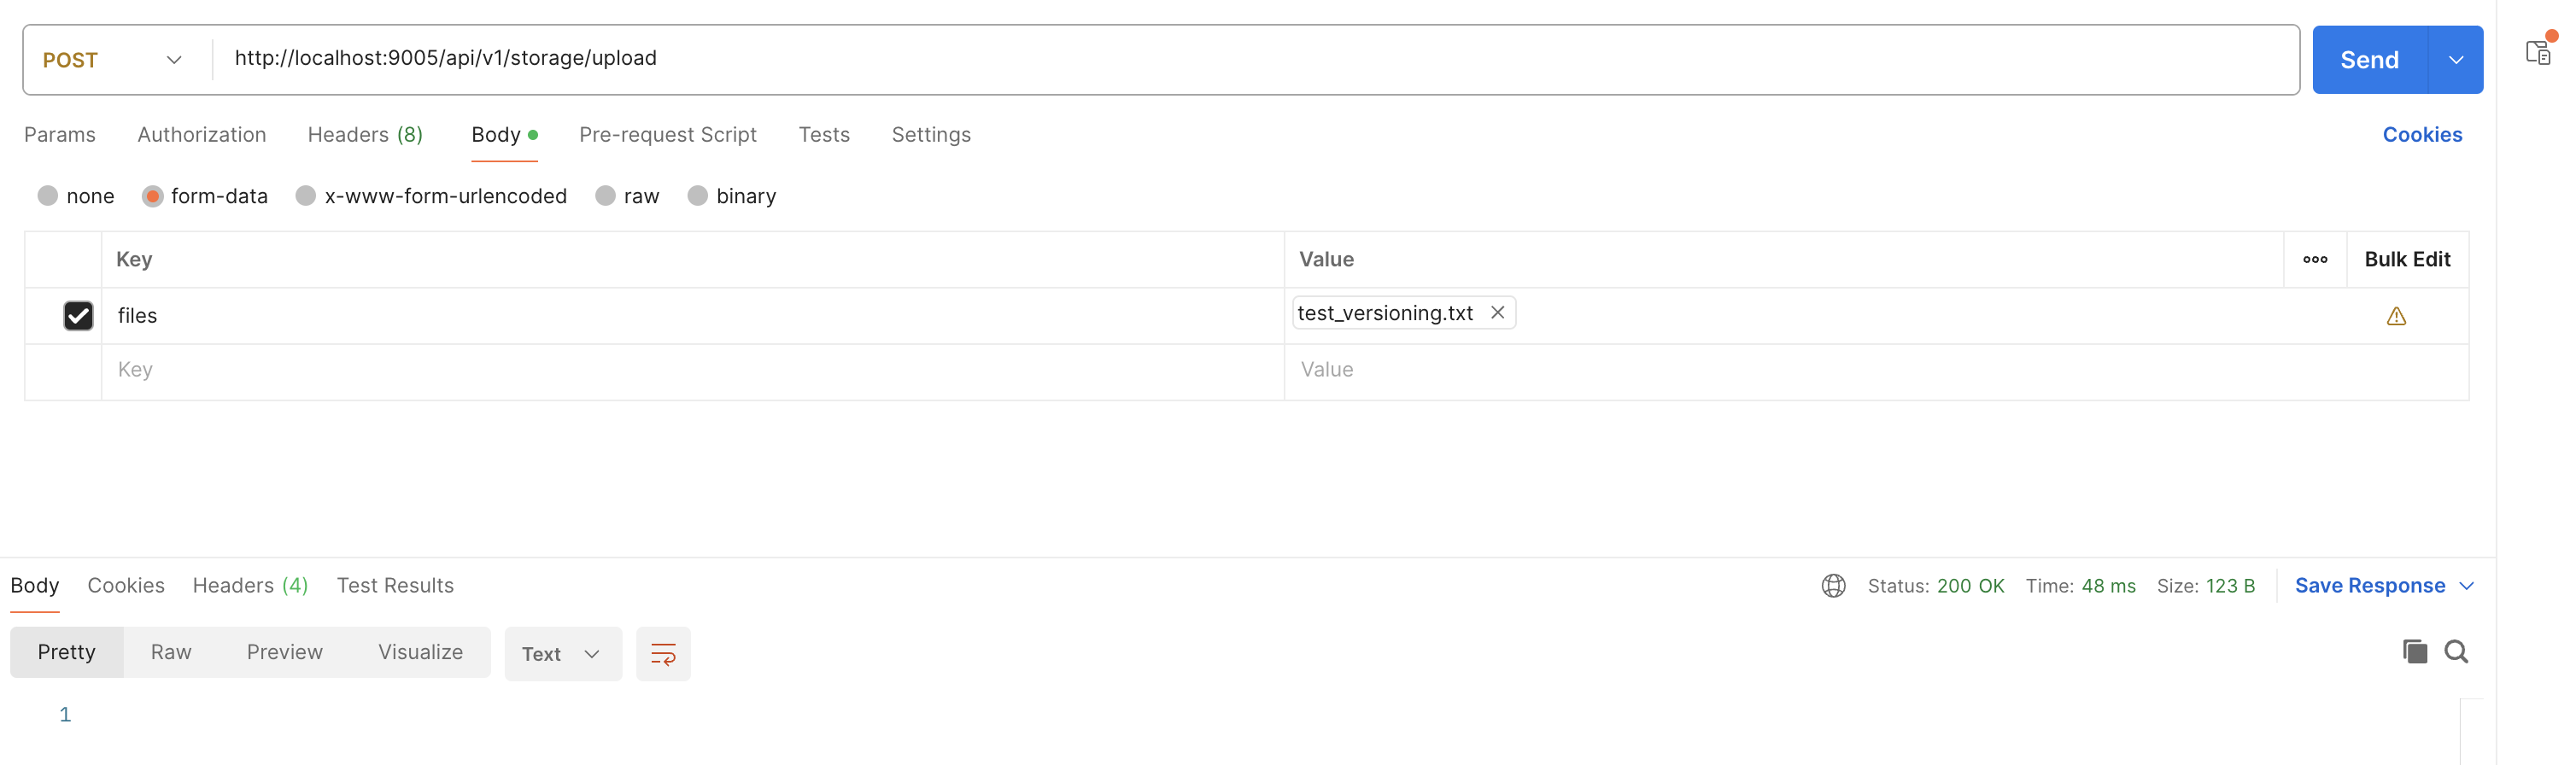 POST http://localhost:9005/api/v1/storage/upload Send
Params Authorization Headers (8) Body Pre-request Script Tests Settings Cookies
none form-data x-www-form-urlencoded raw binary
Key Value Bulk Edit
files test_versioning.txt
Key Value
Body Cookies Headers (4) Test Results Status: 200 OK Time: 48 ms Size: 123 B Save Response
Pretty Raw Preview Visualize Text
1